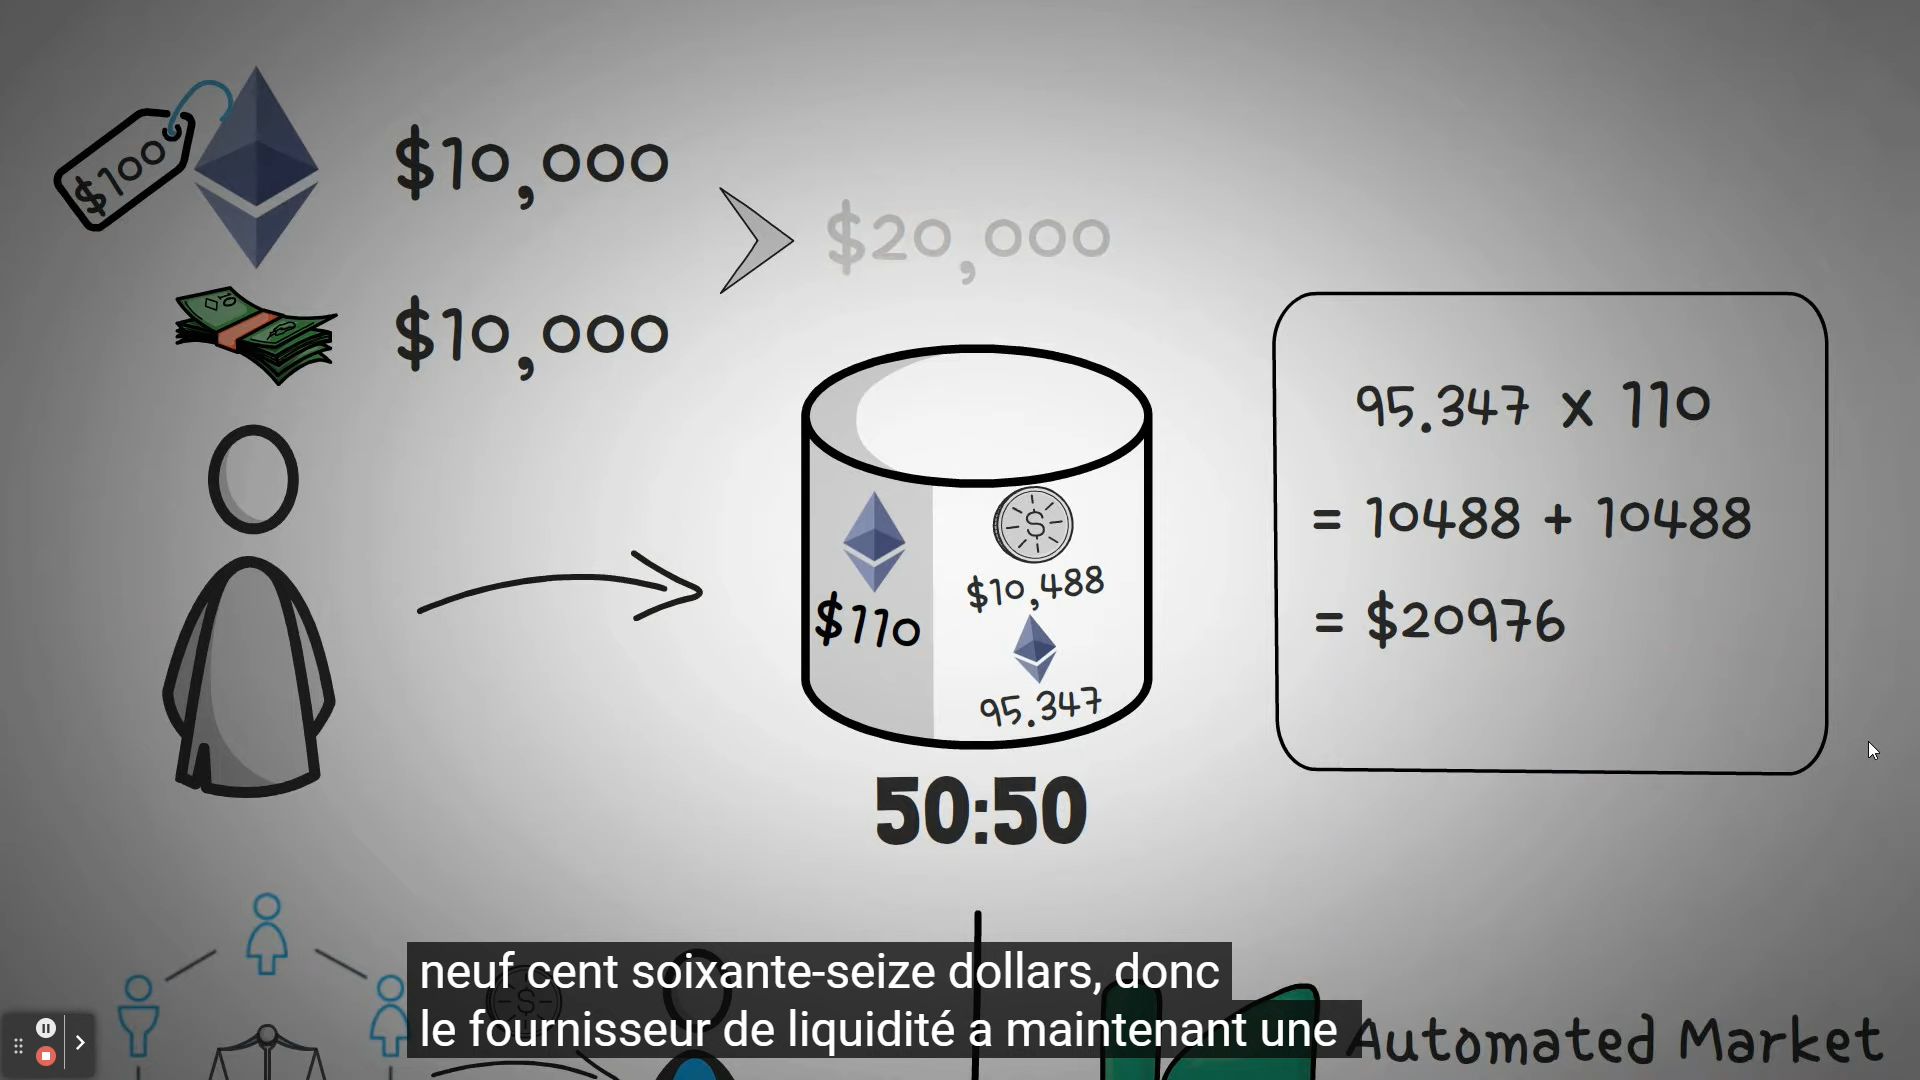 $100
$10,000
$20,000
$10,000
95.347 x 110
= 10488 + 10488
= $20976
$110
$10,488
95.347
50:50
neuf cent soixante-seize dollars, donc
le fournisseur de liquidité a maintenant une
Automated Market